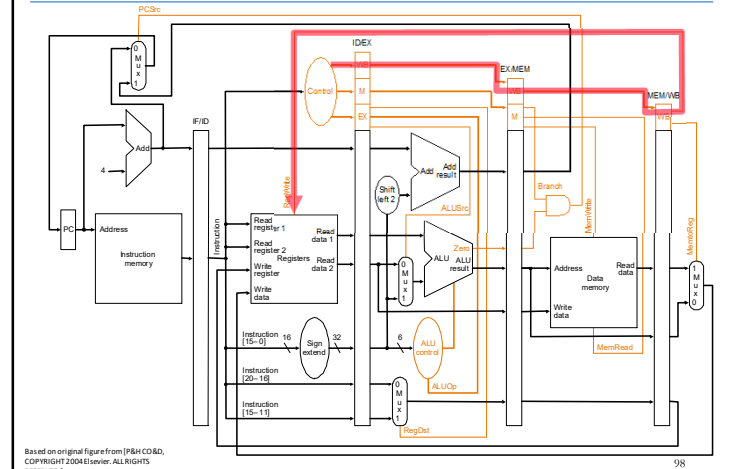 PCSrc
ID/EX
0
M
u
x
1
WB
EX/MEM
Control
M
WB
MEM/WB
EX
M
WB
IF/ID
Add
4
Add
Add
result
Shift
left 2
RegWrite
ALUSrc
Branch
MemWrite
MemtoReg
PC
Address
Instruction
memory
Instruction
Read
register 1
Read
register 2
Write
register
Write
data
Registers
Read
data 1
Read
data 2
0
M
u
x
1
Zero
ALU
ALU
result
Address
Data
memory
Read
data
Write
data
1
M
u
x
0
Instruction
[15–0]
16
Sign
extend
32
6
ALU
control
MemRead
Instruction
[20–16]
ALUOp
Instruction
[15–11]
0
M
u
x
1
RegDst
Based on original figure from [P&H CO&D,
COPYRIGHT 2004 Elsevier. ALL RIGHTS
98